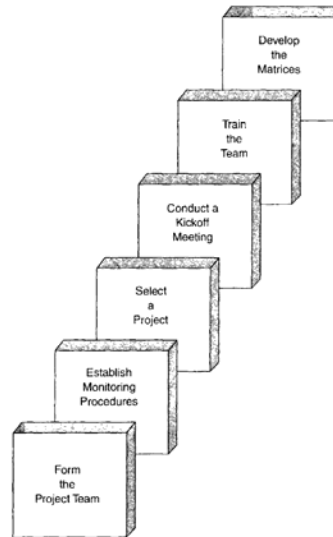 Develop
the
Matrices
Train
the
Team
Conduct a
Kickoff
Meeting
Select
a
Project
Establish
Monitoring
Procedures
Form
the
Project Team